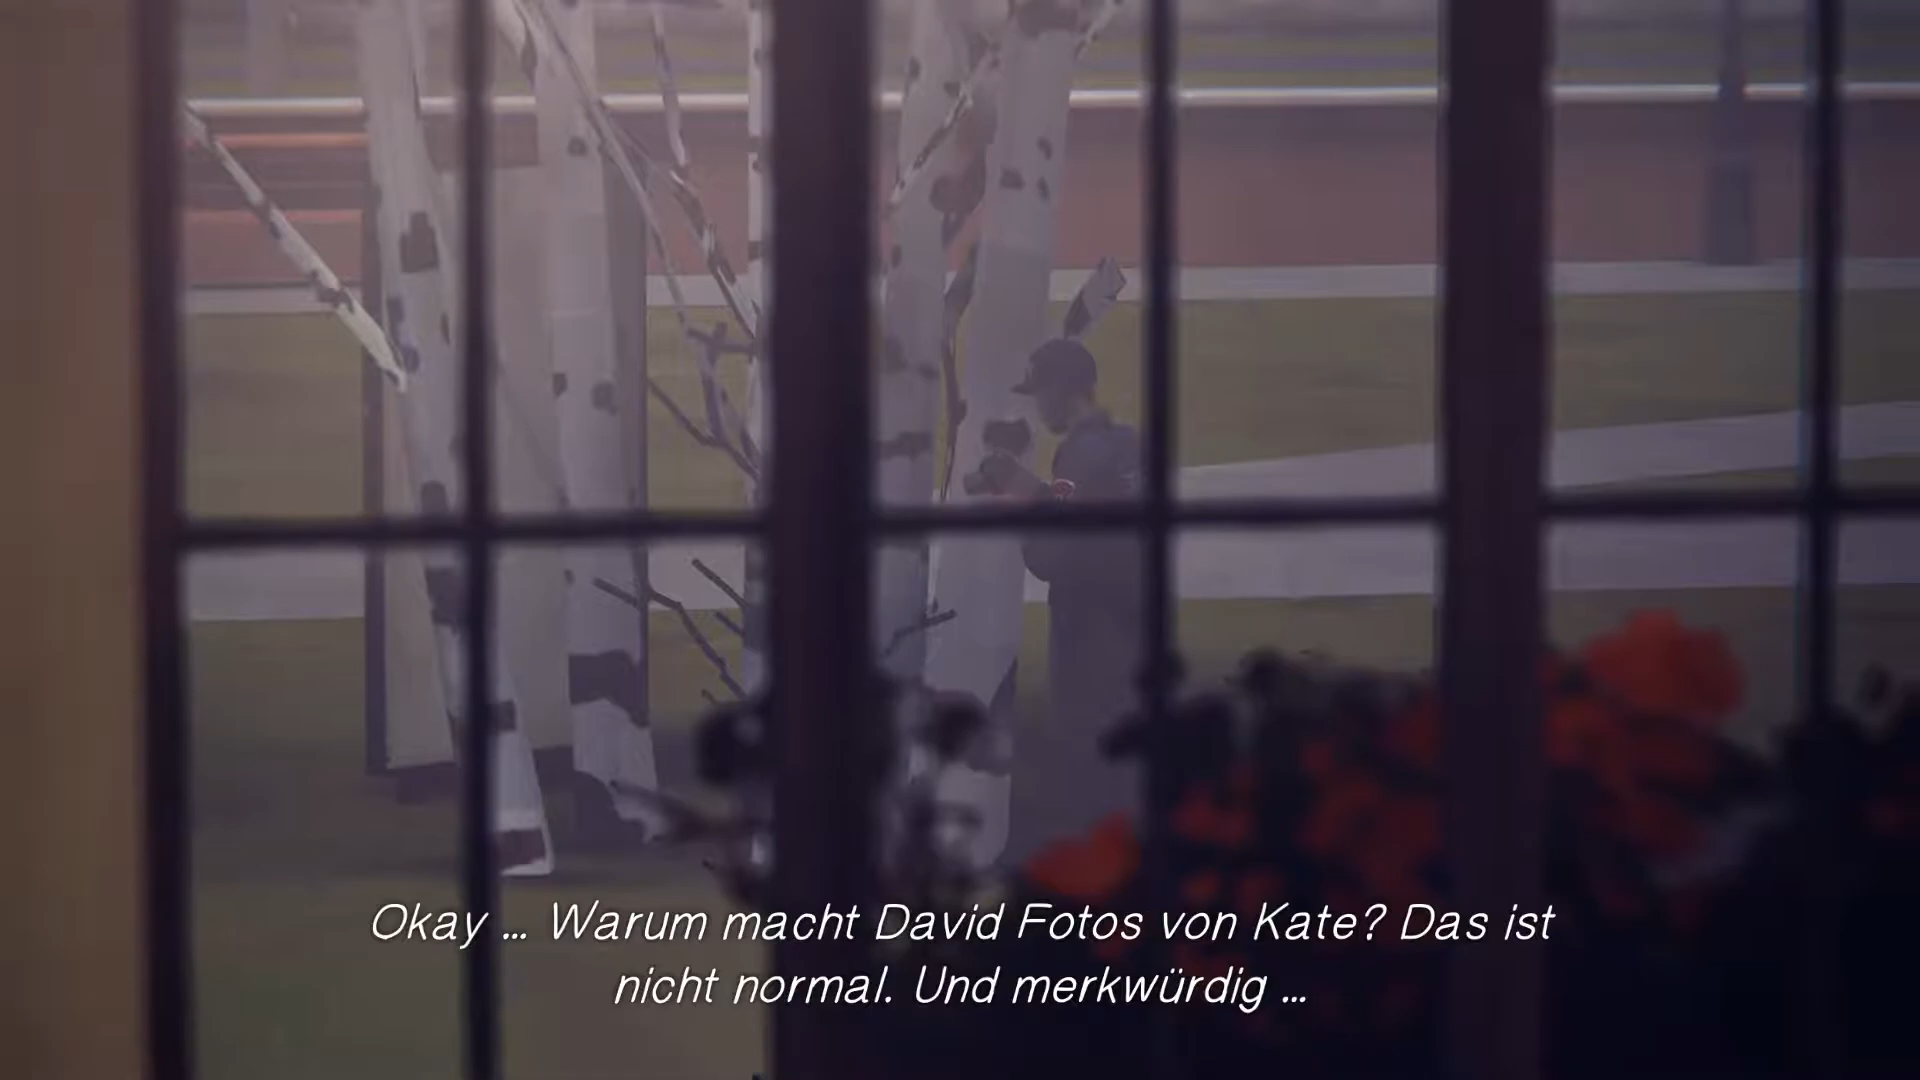 Okay ... Warum macht David Fotos von Kate? Das ist
nicht normal. Und merkwürdig ...